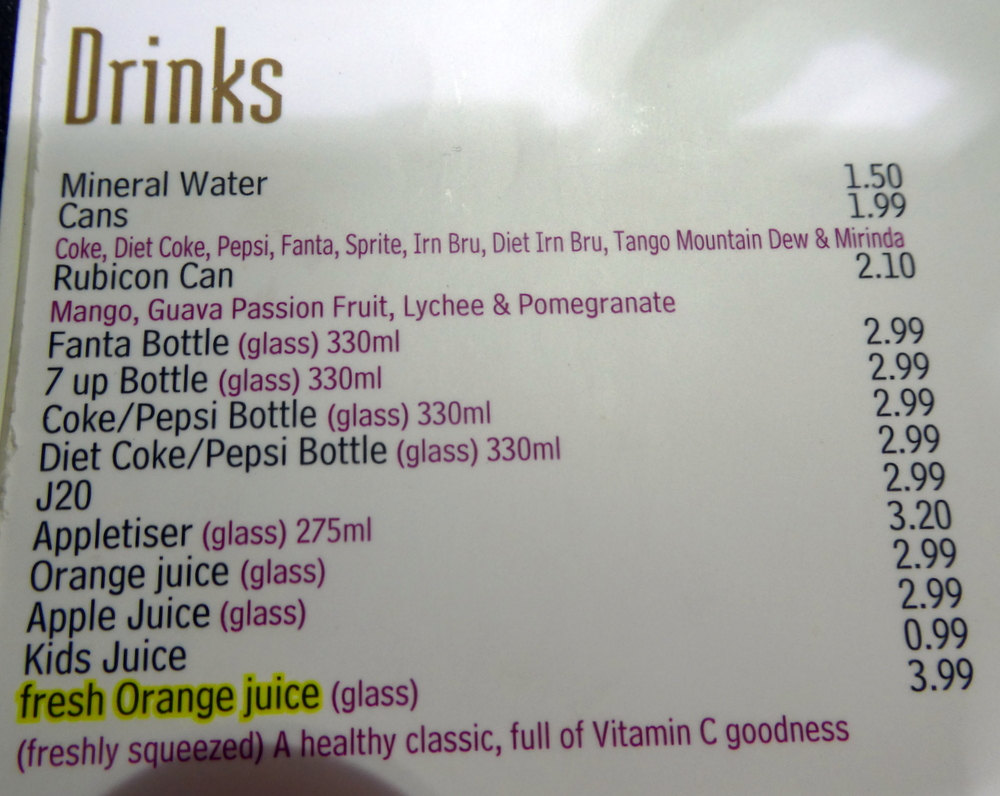 Drinks
Mineral Water 1.50
Cans 1.99
Coke, Diet Coke, Pepsi, Fanta, Sprite, Irn Bru, Diet Irn Bru, Tango Mountain Dew & Mirinda
Rubicon Can 2.10
Mango, Guava Passion Fruit, Lychee & Pomegranate
Fanta Bottle (glass) 330ml 2.99
7 up Bottle (glass) 330ml 2.99
Coke/Pepsi Bottle (glass) 330ml 2.99
Diet Coke/Pepsi Bottle (glass) 330ml 2.99
J20 2.99
Appletiser (glass) 275ml 3.20
Orange juice (glass) 2.99
Apple Juice (glass) 2.99
Kids Juice 0.99
fresh Orange juice (glass) 3.99
(freshly squeezed) A healthy classic, full of Vitamin C goodness